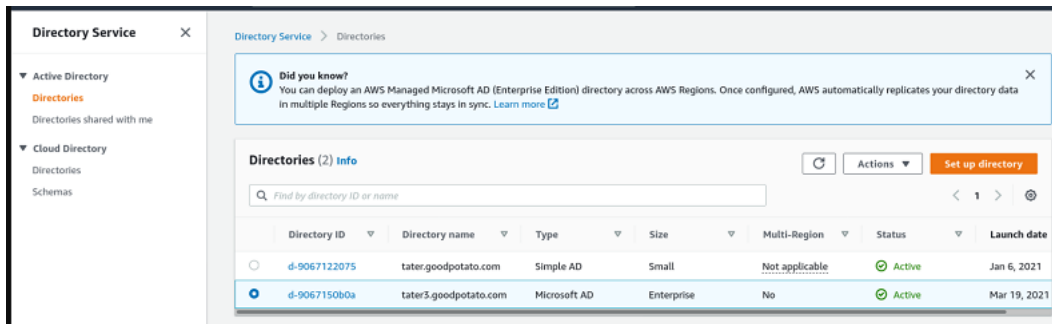 Directory Service
Directory Service > Directories
Active Directory
Directories
Directories shared with me
Cloud Directory
Directories
Schemas
Did you know?
You can deploy an AWS Managed Microsoft AD (Enterprise Edition) directory across AWS Regions. Once configured, AWS automatically replicates your directory data
in multiple Regions so everything stays in sync. Learn more
Directories (2) Info
Actions
Set up directory
Find by directory ID or name
1
Directory ID Directory name Type Size Multi-Region Status Launch date
d-9067122075 tater.goodpotato.com Simple AD Small Not applicable Active Jan 6, 2021
d-9067150b0a tater3.goodpotato.com Microsoft AD Enterprise No Active Mar 19, 2021